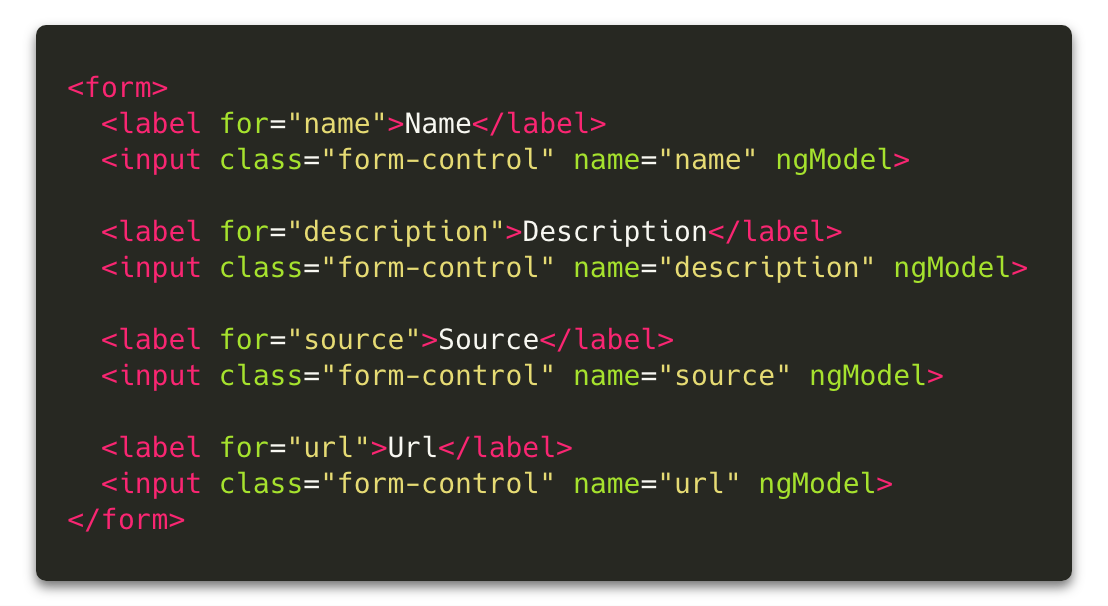 <form>
  <label for="name">Name</label>
  <input class="form-control" name="name" ngModel>

  <label for="description">Description</label>
  <input class="form-control" name="description" ngModel>

  <label for="source">Source</label>
  <input class="form-control" name="source" ngModel>

  <label for="url">Url</label>
  <input class="form-control" name="url" ngModel>
</form>